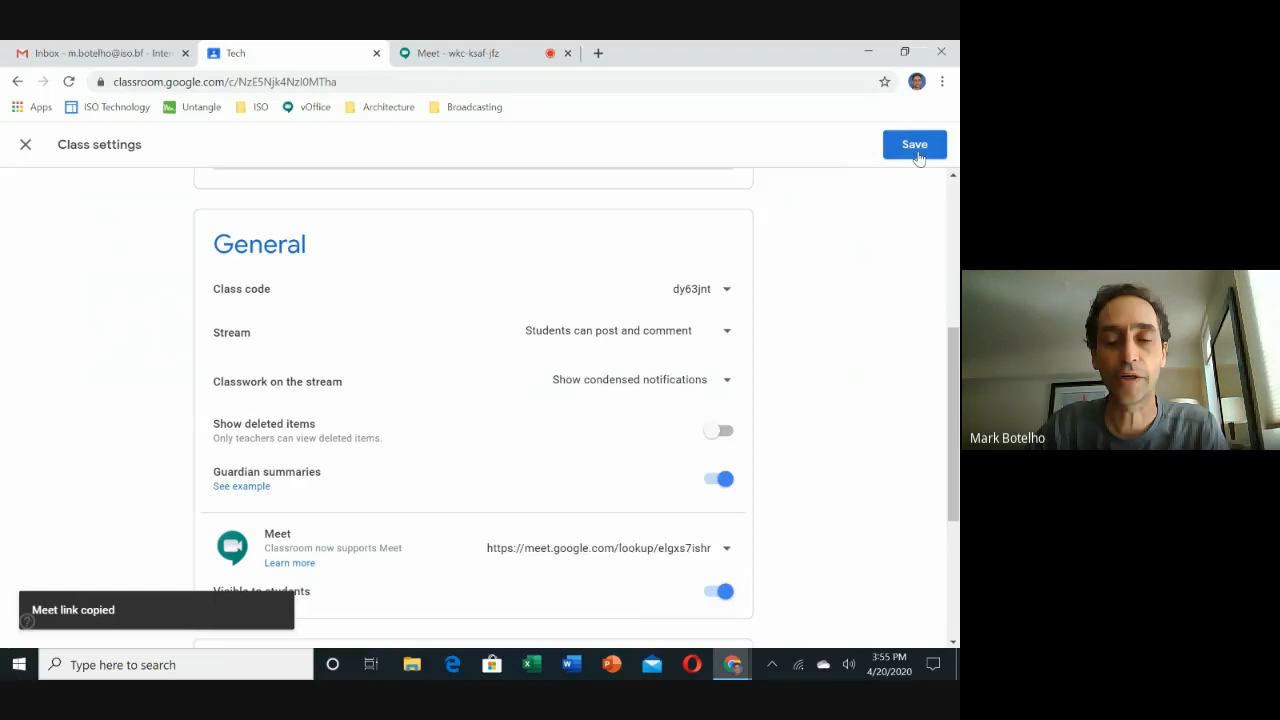 Inbox - m.botelho@iso.bf - Inter
Tech
Meet - wkc-ksaf-jfz
classroom.google.com/c/NzE5Njk4NzI0MTha
Apps
ISO Technology
Untangle
ISO
vOffice
Architecture
Broadcasting
Class settings
Save
General
Class code
dy63jnt
Stream
Students can post and comment
Classwork on the stream
Show condensed notifications
Show deleted items
Only teachers can view deleted items.
Guardian summaries
See example
Meet
Classroom now supports Meet
https://meet.google.com/lookup/elgxs7ishr
Learn more
Visible to students
Meet link copied
Mark Botelho
Type here to search
3:55 PM
4/20/2020